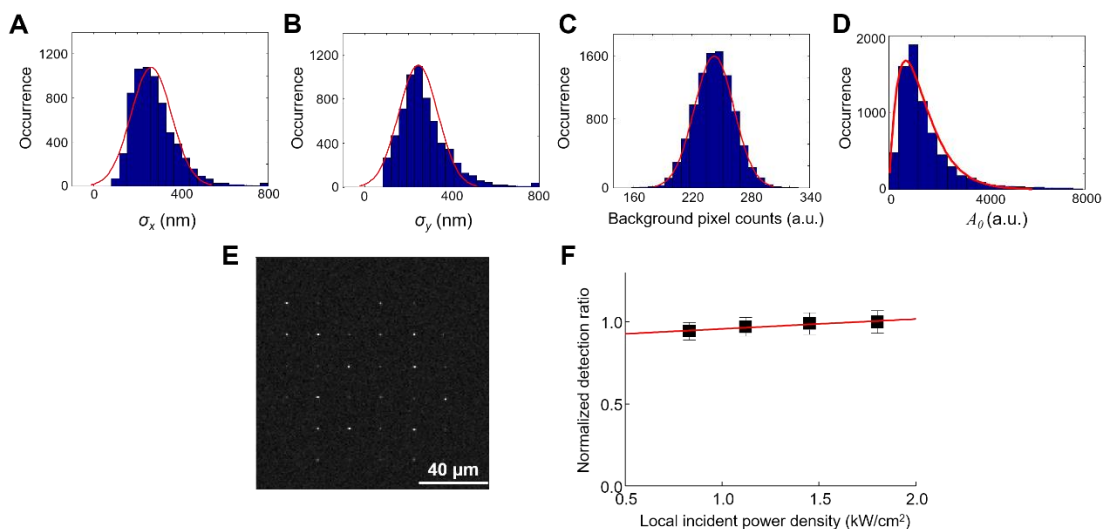 A
Occurrence
1200
800
400
0
0
400
800
σx (nm)
B
Occurrence
1200
800
400
0
0
400
800
σy (nm)
C
Occurrence
1600
800
0
160
220
280
340
Background pixel counts (a.u.)
D
Occurrence
2000
1000
0
0
4000
8000
A0 (a.u.)
E
40 μm
F
Normalized detection ratio
1.0
0.5
0.0
0.5
1.0
1.5
2.0
Local incident power density (kW/cm²)